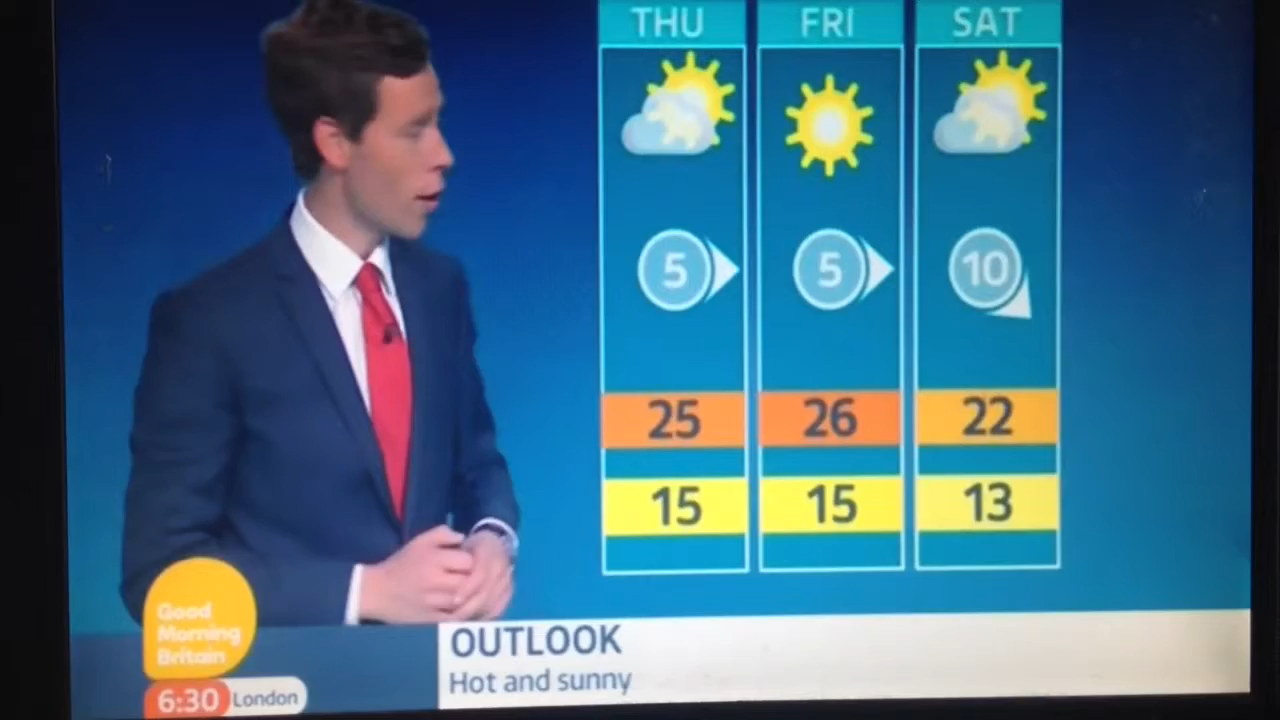 THU FRI SAT
5 5 10
25 26 22
15 15 13
OUTLOOK
Hot and sunny
Good
Morning
Britain
6:30 London